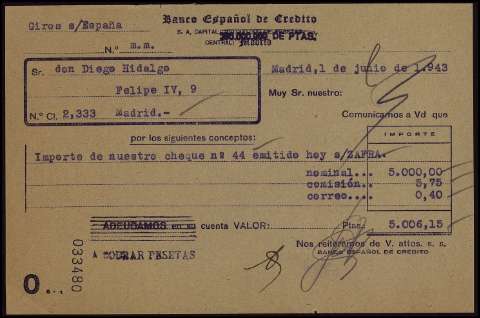 Giros s/España
Banco Español de Credito
S. A. CAPITAL
DE PTAS.
CENTRAL: MADRID
N.° m.m.
Sr. don Diego Hidalgo
Felipe IV, 9
N.° Cl. 2,333 Madrid.-
Madrid, 1 de junio de 1.943
Muy Sr. nuestro:
Comunicamos a Vd que
por los siguientes conceptos:
IMPORTE
Importe de nuestro cheque nº 44 emitido hoy s/ZAFRA.
nominal... 5.000,00
comisión.. 5,75
correo.... 0,40
ADEUDAMOS en su cuenta VALOR: Ptas. 5.006,15
Nos reiteramos de V. attos. s. s.
BANCO ESPAÑOL DE CREDITO
A COBRAR PESETAS
033480
O